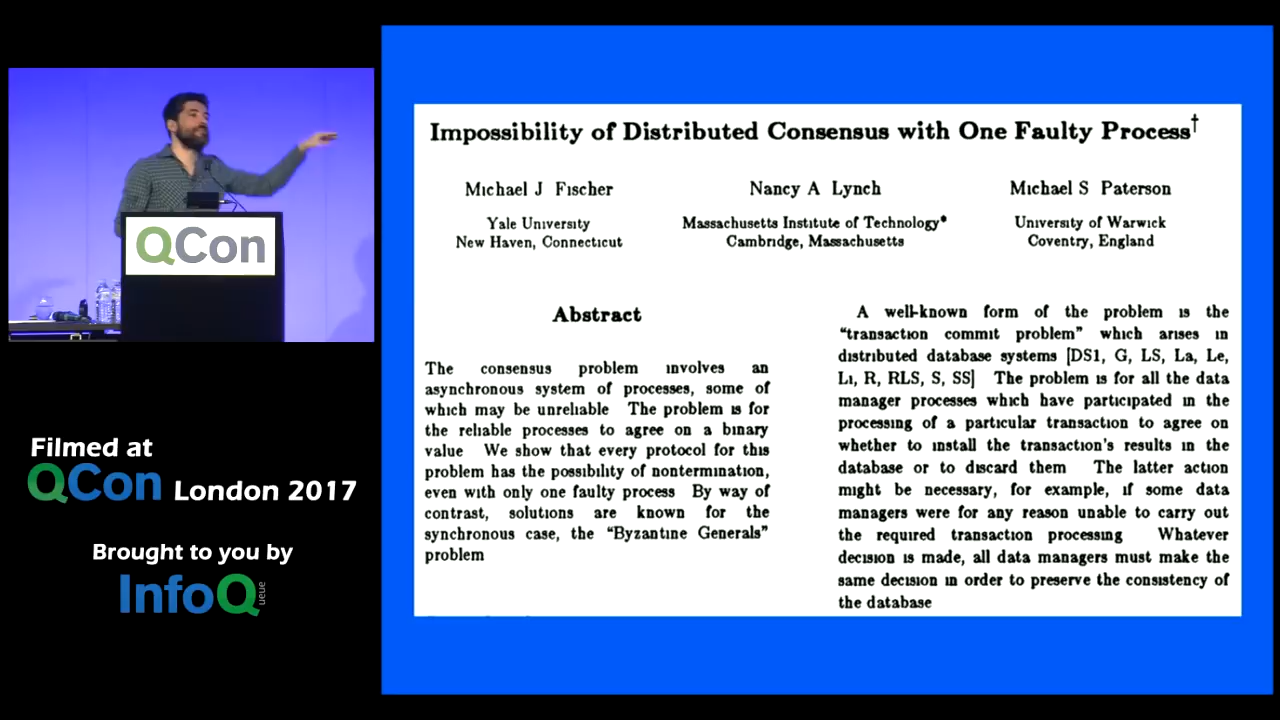 QCon
Filmed at
QCon London 2017
Brought to you by
InfoQ
ueue
Impossibility of Distributed Consensus with One Faulty Process†
Michael J Fischer
Yale University
New Haven, Connecticut
Nancy A Lynch
Massachusetts Institute of Technology*
Cambridge, Massachusetts
Michael S Paterson
University of Warwick
Coventry, England
Abstract
The consensus problem involves an
asynchronous system of processes, some of
which may be unreliable The problem is for
the reliable processes to agree on a binary
value We show that every protocol for this
problem has the possibility of nontermination,
even with only one faulty process By way of
contrast, solutions are known for the
synchronous case, the “Byzantine Generals”
problem
A well-known form of the problem is the
“transaction commit problem” which arises in
distributed database systems [DS1, G, LS, La, Le,
Li, R, RLS, S, SS] The problem is for all the data
manager processes which have participated in the
processing of a particular transaction to agree on
whether to install the transaction's results in the
database or to discard them The latter action
might be necessary, for example, if some data
managers were for any reason unable to carry out
the required transaction processing Whatever
decision is made, all data managers must make the
same decision in order to preserve the consistency of
the database